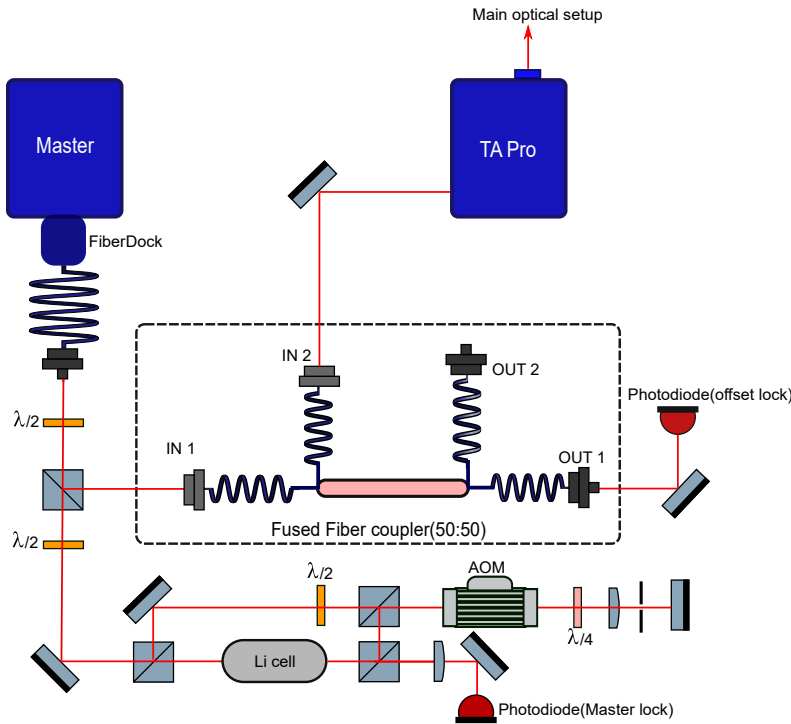 Main optical setup
Master
TA Pro
FiberDock
IN 2
OUT 2
Photodiode(offset lock)
λ/2
IN 1
OUT 1
Fused Fiber coupler(50:50)
λ/2
λ/2
AOM
λ/4
Li cell
Photodiode(Master lock)